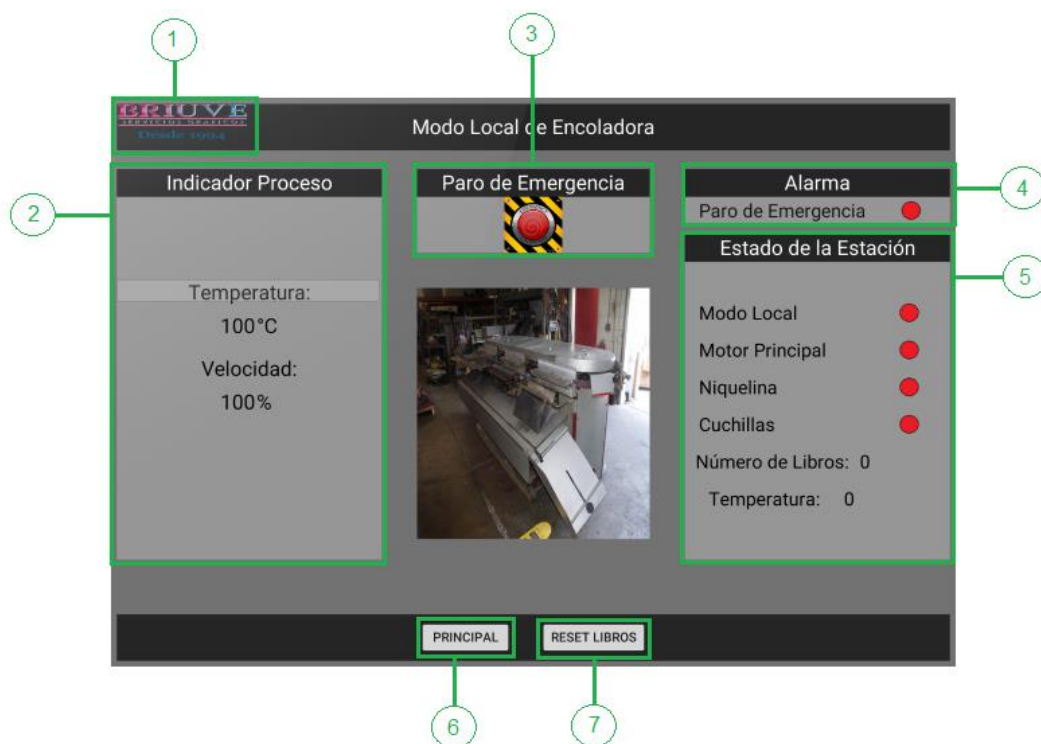 1
3
BRIUVE
SERVICIOS GRÁFICOS
Desde 1994
Modo Local de Encoladora
2
Indicador Proceso
Temperatura:
100°C
Velocidad:
100%
Paro de Emergencia
4
Alarma
Paro de Emergencia
5
Estado de la Estación
Modo Local
Motor Principal
Niquelina
Cuchillas
Número de Libros: 0
Temperatura: 0
PRINCIPAL
RESET LIBROS
6
7